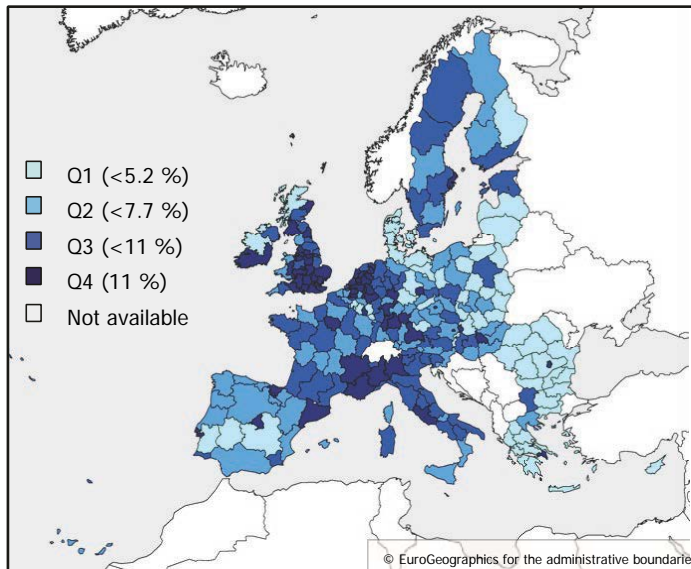 Q1 (<5.2 %)
Q2 (<7.7 %)
Q3 (<11 %)
Q4 (11 %)
Not available
© EuroGeographics for the administrative boundarie